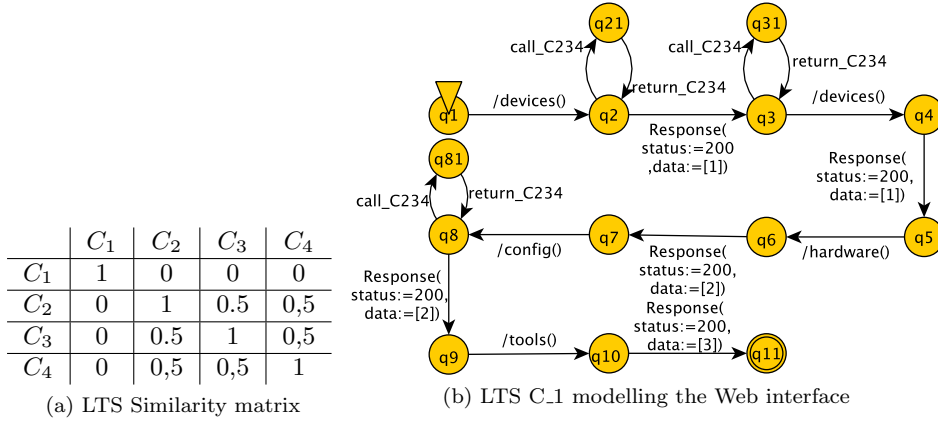 C1 C2 C3 C4
C1 1 0 0 0
C2 0 1 0.5 0,5
C3 0 0.5 1 0,5
C4 0 0,5 0,5 1
(a) LTS Similarity matrix
q21
q31
call_C234
return_C234
call_C234
return_C234
q1
/devices()
q2
Response(
status:=200
,data:=[1])
q3
/devices()
q4
Response(
status:=200,
data:=[1])
q81
call_C234
return_C234
q8
/config()
q7
Response(
status:=200,
data:=[2])
q6
/hardware()
q5
Response(
status:=200,
data:=[2])
q9
/tools()
q10
Response(
status:=200,
data:=[3])
q11
(b) LTS C_1 modelling the Web interface